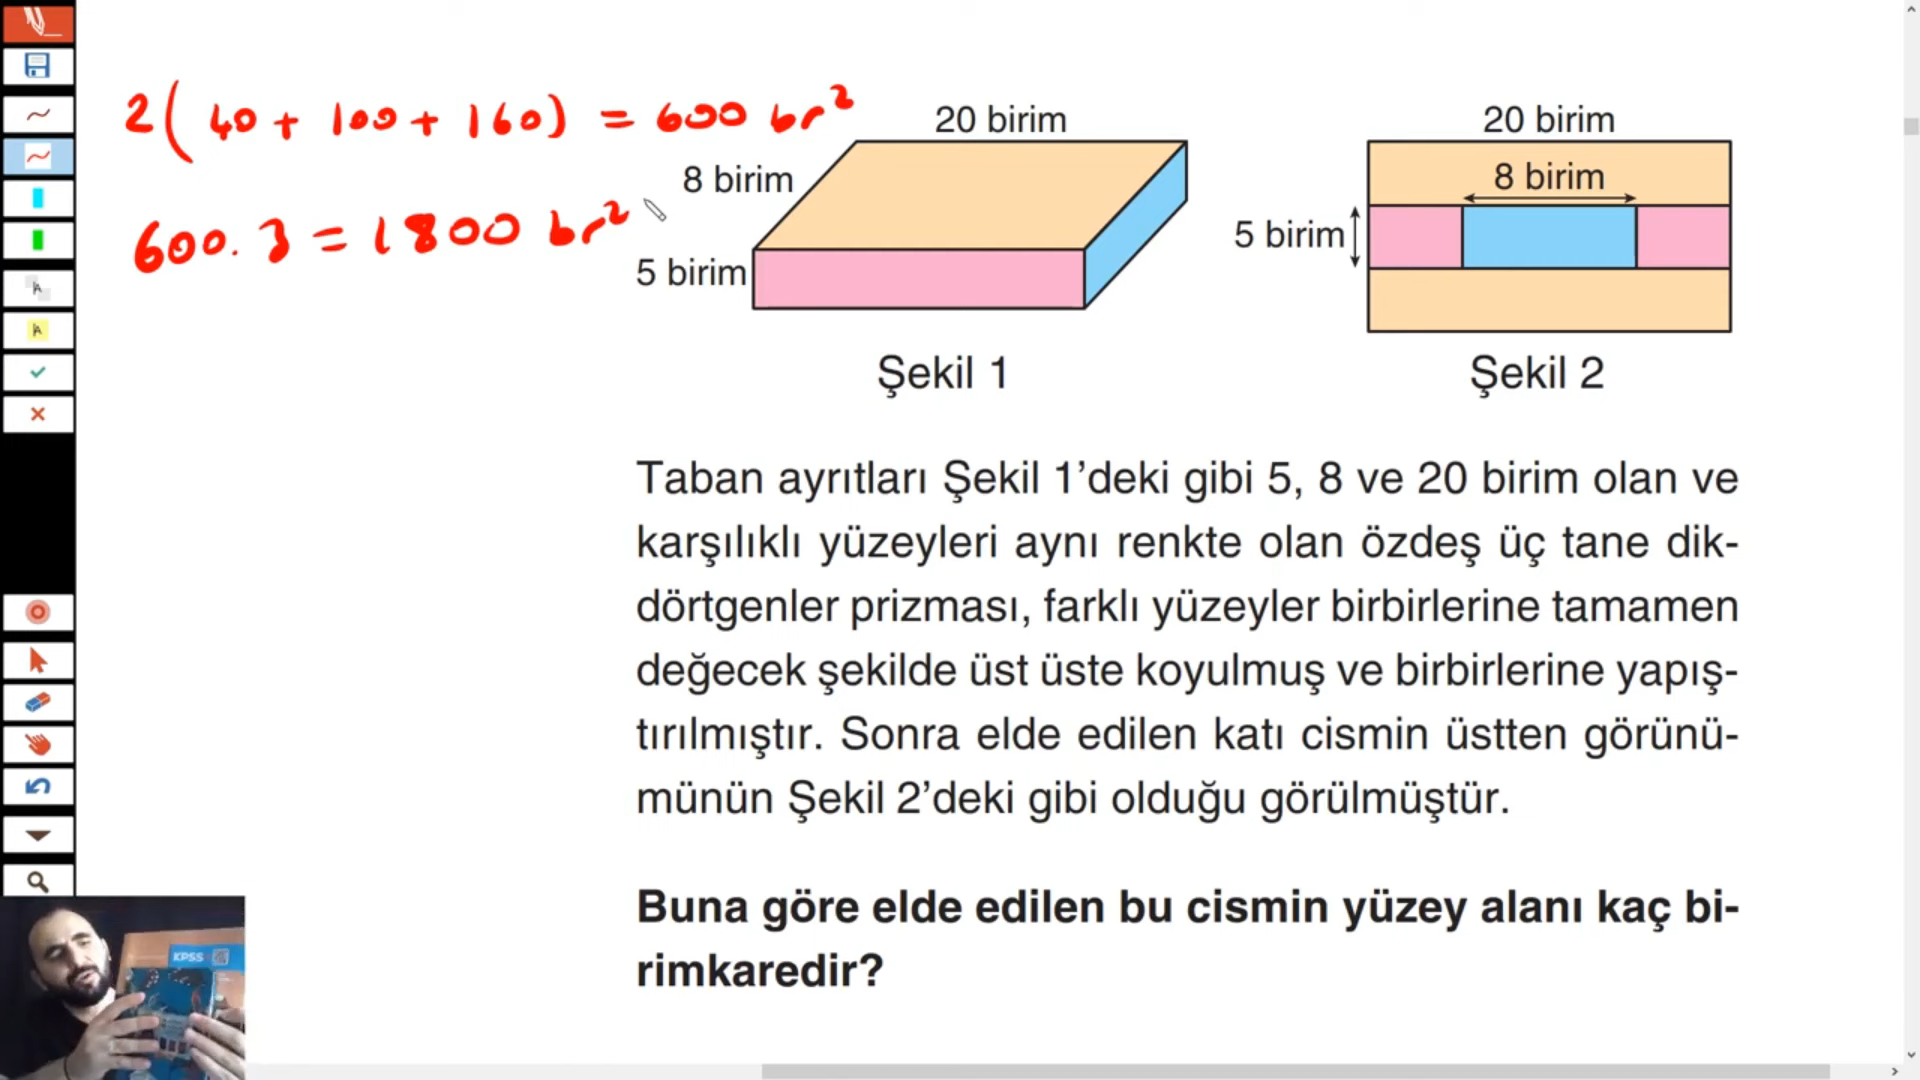 2( 40 + 100 + 160) = 600 br²
600.3 = 1800 br²
20 birim
8 birim
5 birim
Şekil 1
20 birim
8 birim
5 birim
Şekil 2
Taban ayrıtları Şekil 1’deki gibi 5, 8 ve 20 birim olan ve
karşılıklı yüzeyleri aynı renkte olan özdeş üç tane dik-
dörtgenler prizması, farklı yüzeyler birbirlerine tamamen
değecek şekilde üst üste koyulmuş ve birbirlerine yapış-
tırılmıştır. Sonra elde edilen katı cismin üstten görünü-
münün Şekil 2’deki gibi olduğu görülmüştür.
Buna göre elde edilen bu cismin yüzey alanı kaç bi-
rimkaredir?
A
A
KPSS